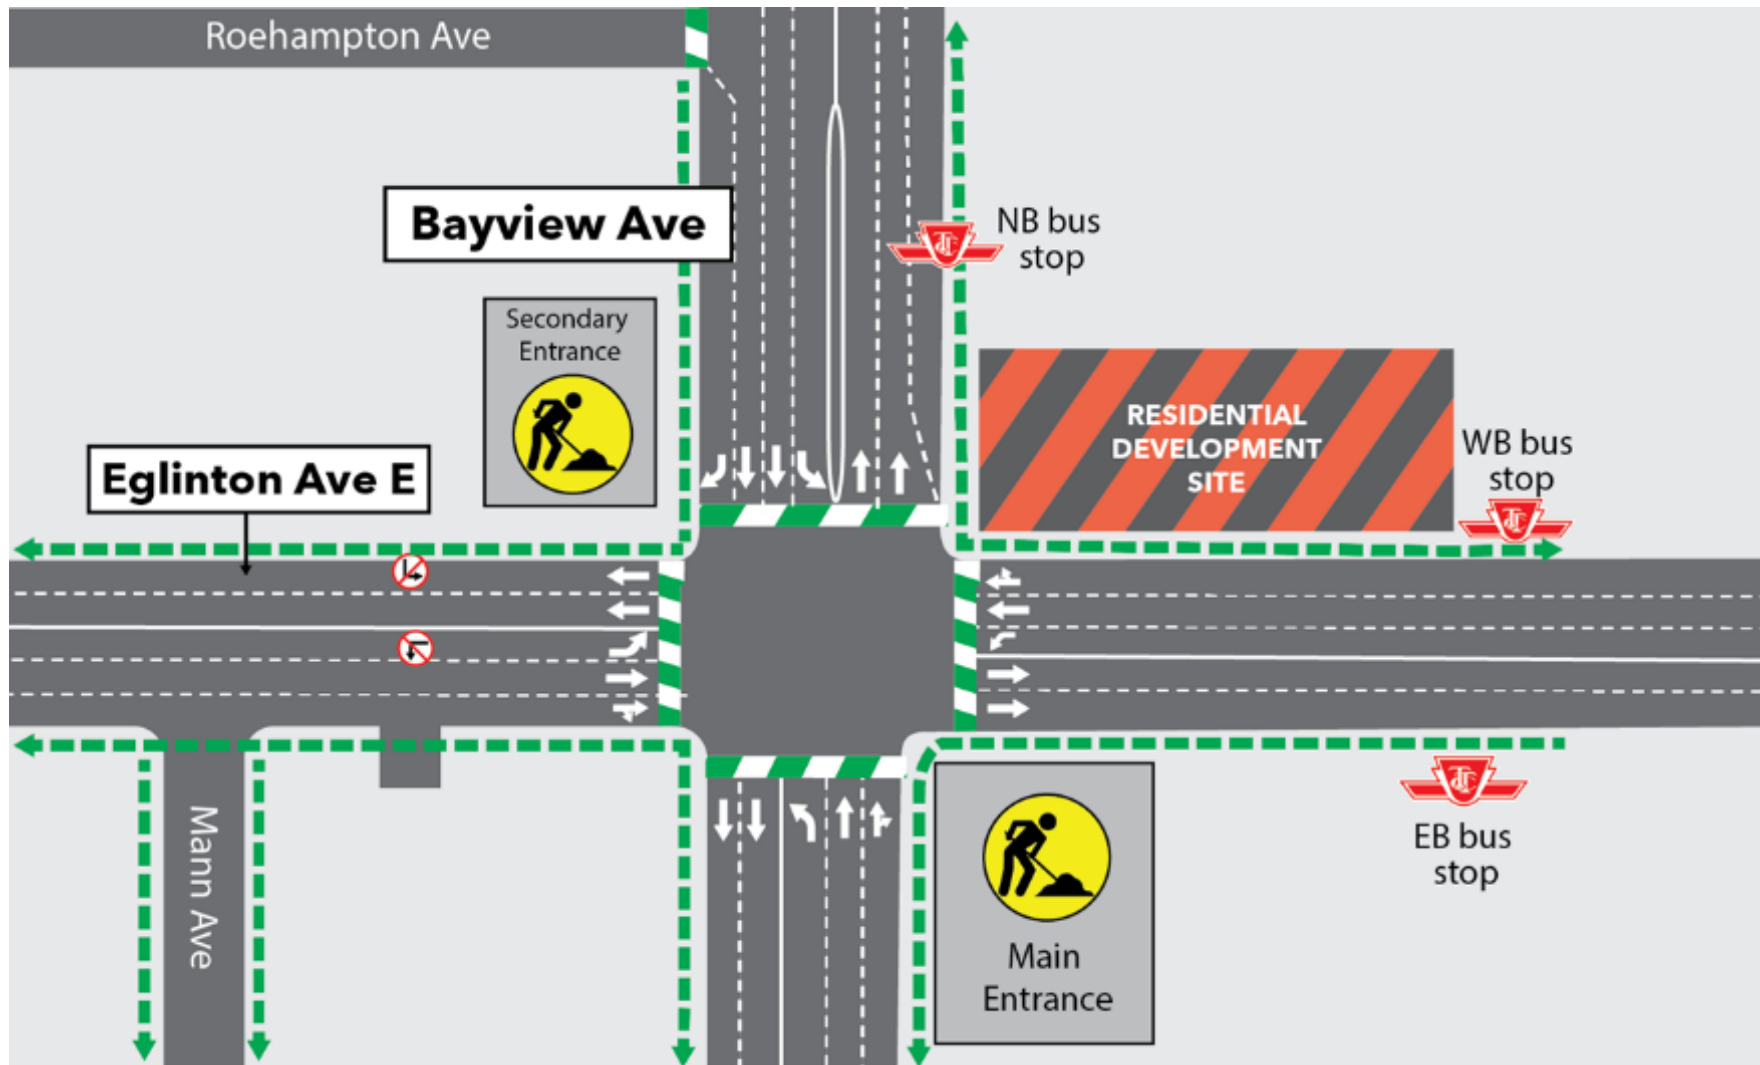 Roehampton Ave
Bayview Ave
NB bus
stop
Secondary
Entrance
RESIDENTIAL
DEVELOPMENT
SITE
WB bus
stop
Eglinton Ave E
Mann Ave
Main
Entrance
EB bus
stop